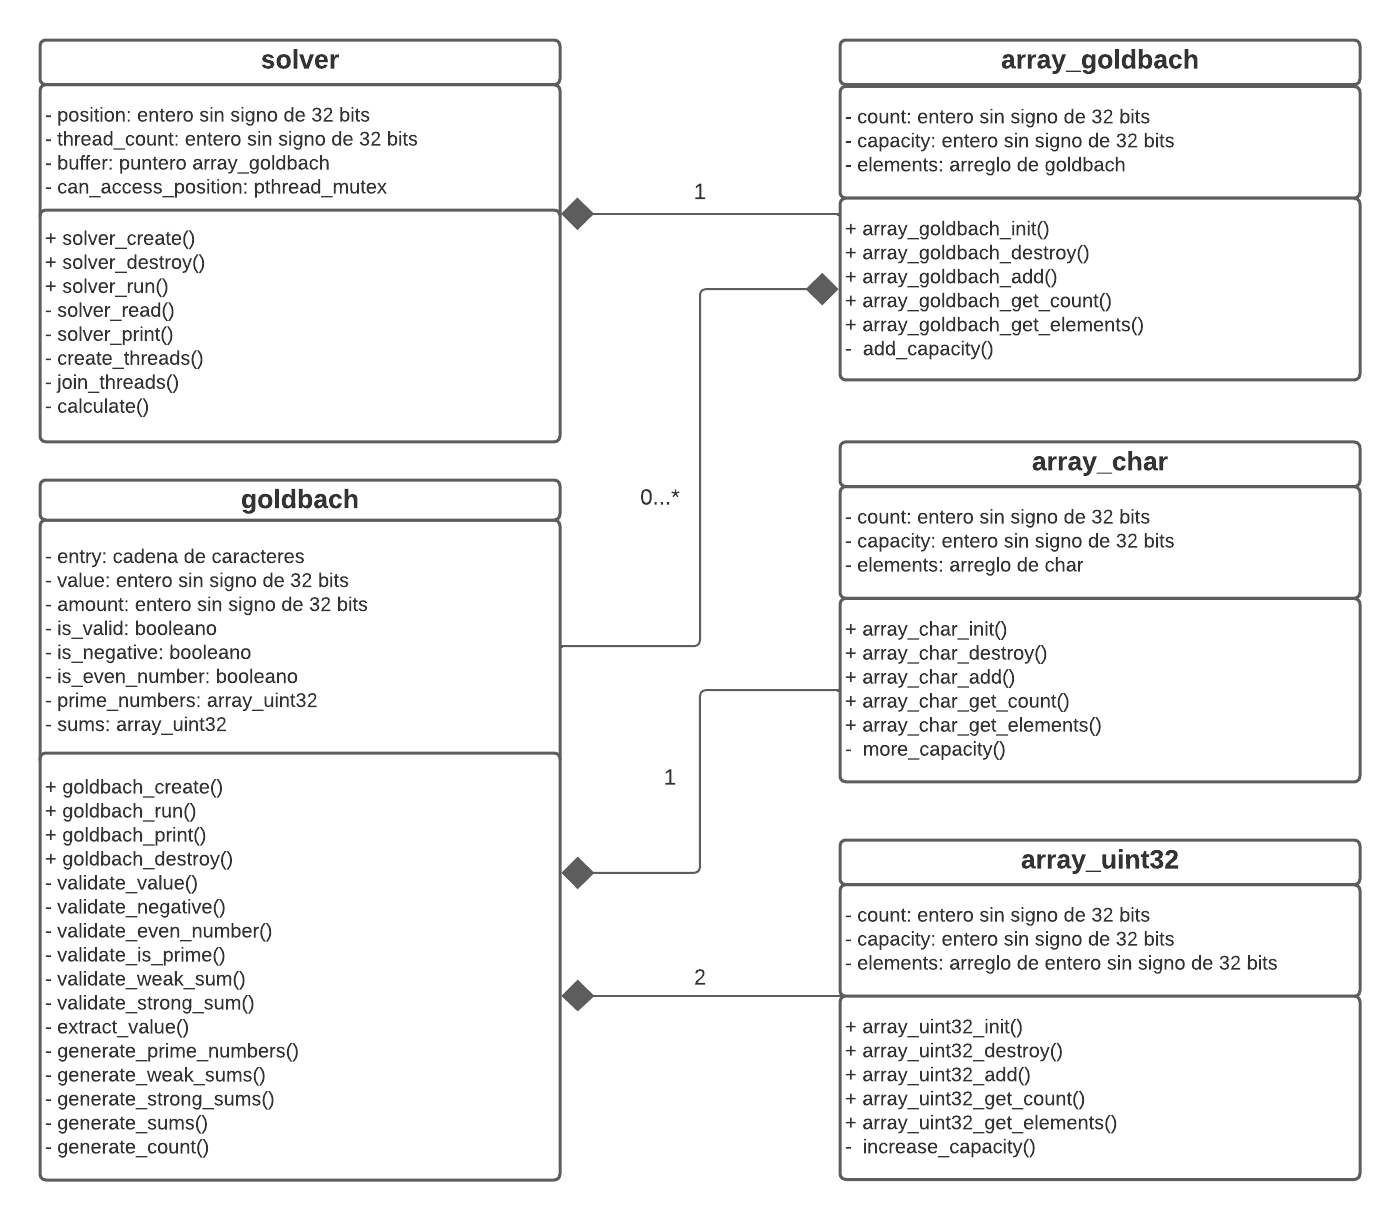 solver
- position: entero sin signo de 32 bits
- thread_count: entero sin signo de 32 bits
- buffer: puntero array_goldbach
- can_access_position: pthread_mutex
+ solver_create()
+ solver_destroy()
+ solver_run()
- solver_read()
- solver_print()
- create_threads()
- join_threads()
- calculate()
1
array_goldbach
- count: entero sin signo de 32 bits
- capacity: entero sin signo de 32 bits
- elements: arreglo de goldbach
+ array_goldbach_init()
+ array_goldbach_destroy()
+ array_goldbach_add()
+ array_goldbach_get_count()
+ array_goldbach_get_elements()
- add_capacity()
goldbach
- entry: cadena de caracteres
- value: entero sin signo de 32 bits
- amount: entero sin signo de 32 bits
- is_valid: booleano
- is_negative: booleano
- is_even_number: booleano
- prime_numbers: array_uint32
- sums: array_uint32
+ goldbach_create()
+ goldbach_run()
+ goldbach_print()
+ goldbach_destroy()
- validate_value()
- validate_negative()
- validate_even_number()
- validate_is_prime()
- validate_weak_sum()
- validate_strong_sum()
- extract_value()
- generate_prime_numbers()
- generate_weak_sums()
- generate_strong_sums()
- generate_sums()
- generate_count()
0...*
1
2
array_char
- count: entero sin signo de 32 bits
- capacity: entero sin signo de 32 bits
- elements: arreglo de char
+ array_char_init()
+ array_char_destroy()
+ array_char_add()
+ array_char_get_count()
+ array_char_get_elements()
- more_capacity()
array_uint32
- count: entero sin signo de 32 bits
- capacity: entero sin signo de 32 bits
- elements: arreglo de entero sin signo de 32 bits
+ array_uint32_init()
+ array_uint32_destroy()
+ array_uint32_add()
+ array_uint32_get_count()
+ array_uint32_get_elements()
- increase_capacity()